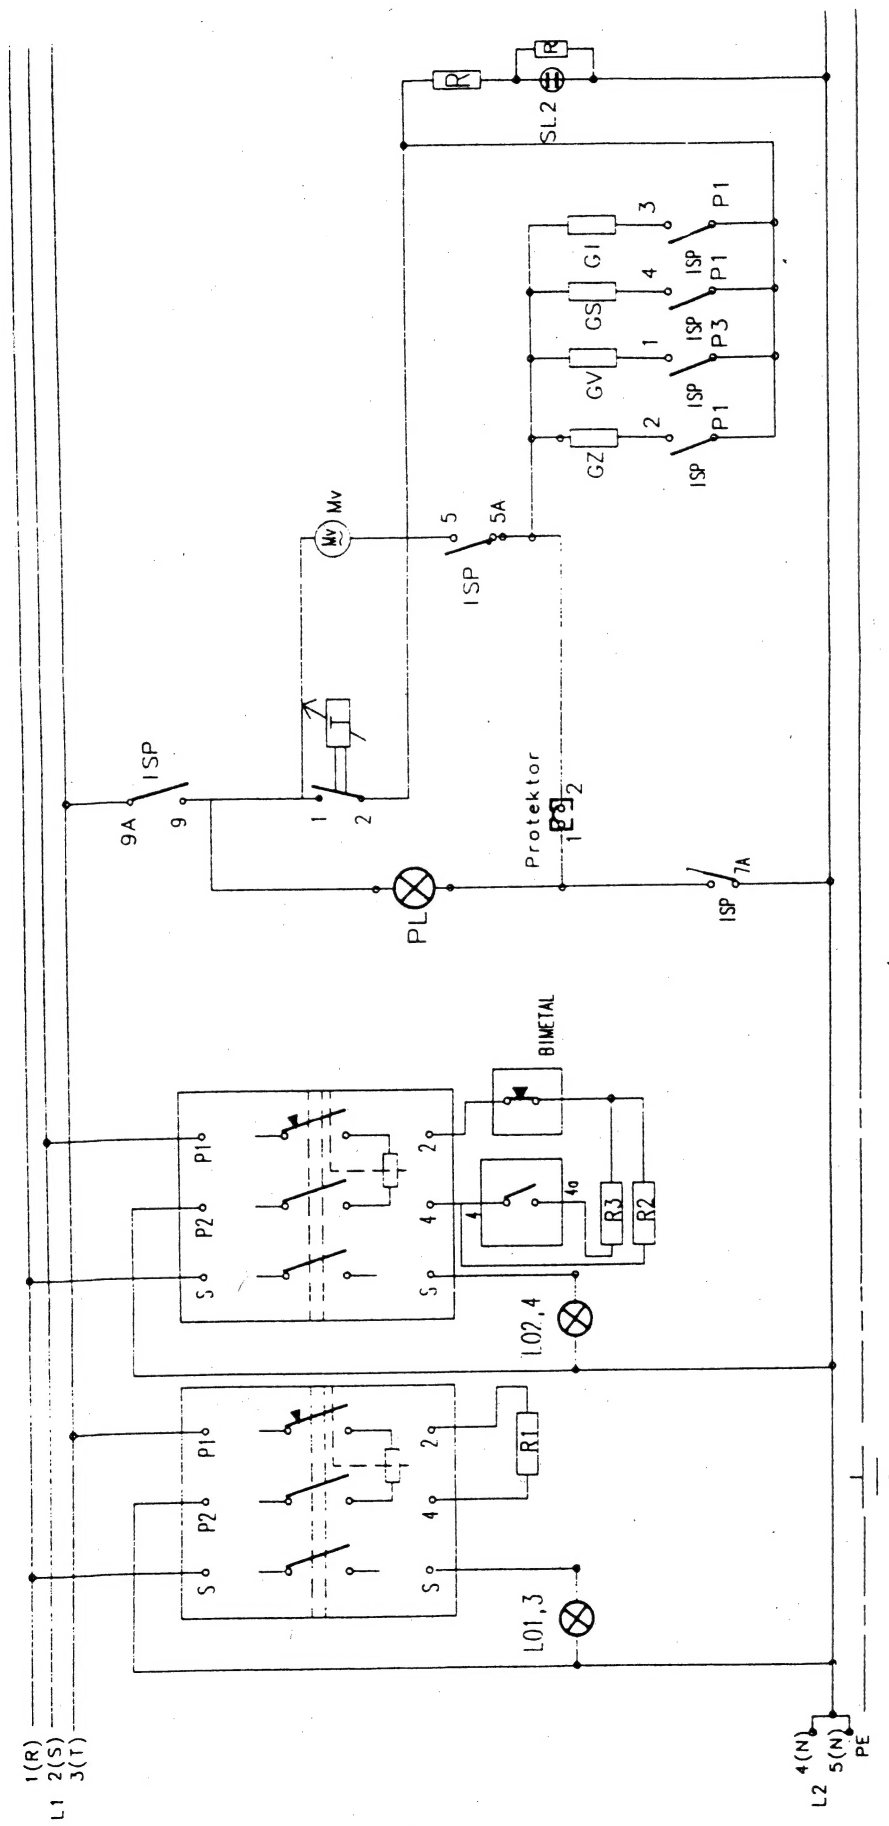 1(R)
2(S)
3(T)
L1
L2
4(N)
5(N)
PE
S
P2
P1
S
4
2
R1
L01,3
S
P2
P1
S
4
2
4
4a
R3
R2
L02,4
BIMETAL
9A
9
ISP
1
2
T
PL
Protektor
1
2
ISP
7A
Mv
Mv
5
5A
ISP
GZ
2
ISP
P1
GV
1
ISP
P3
GS
4
ISP
P1
GI
3
ISP
P1
R
R
SL2